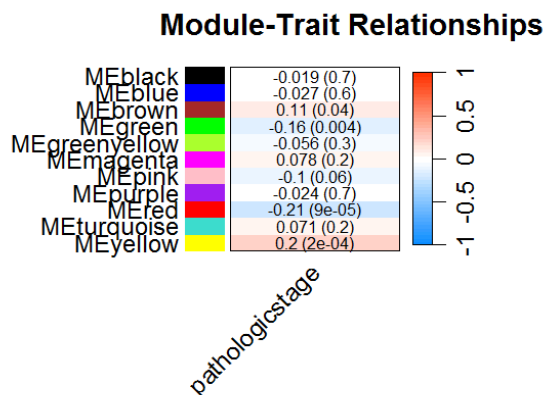 Module-Trait Relationships
MEblack -0.019 (0.7)
MEblue -0.027 (0.6)
MEbrown 0.11 (0.04)
MEgreen -0.16 (0.004)
MEgreenyellow -0.056 (0.3)
MEmagenta 0.078 (0.2)
MEpink -0.1 (0.06)
MEpurple -0.024 (0.7)
MEred -0.21 (9e-05)
MEturquoise 0.071 (0.2)
MEyellow 0.2 (2e-04)
pathologicstage
1
0.5
0
-0.5
-1